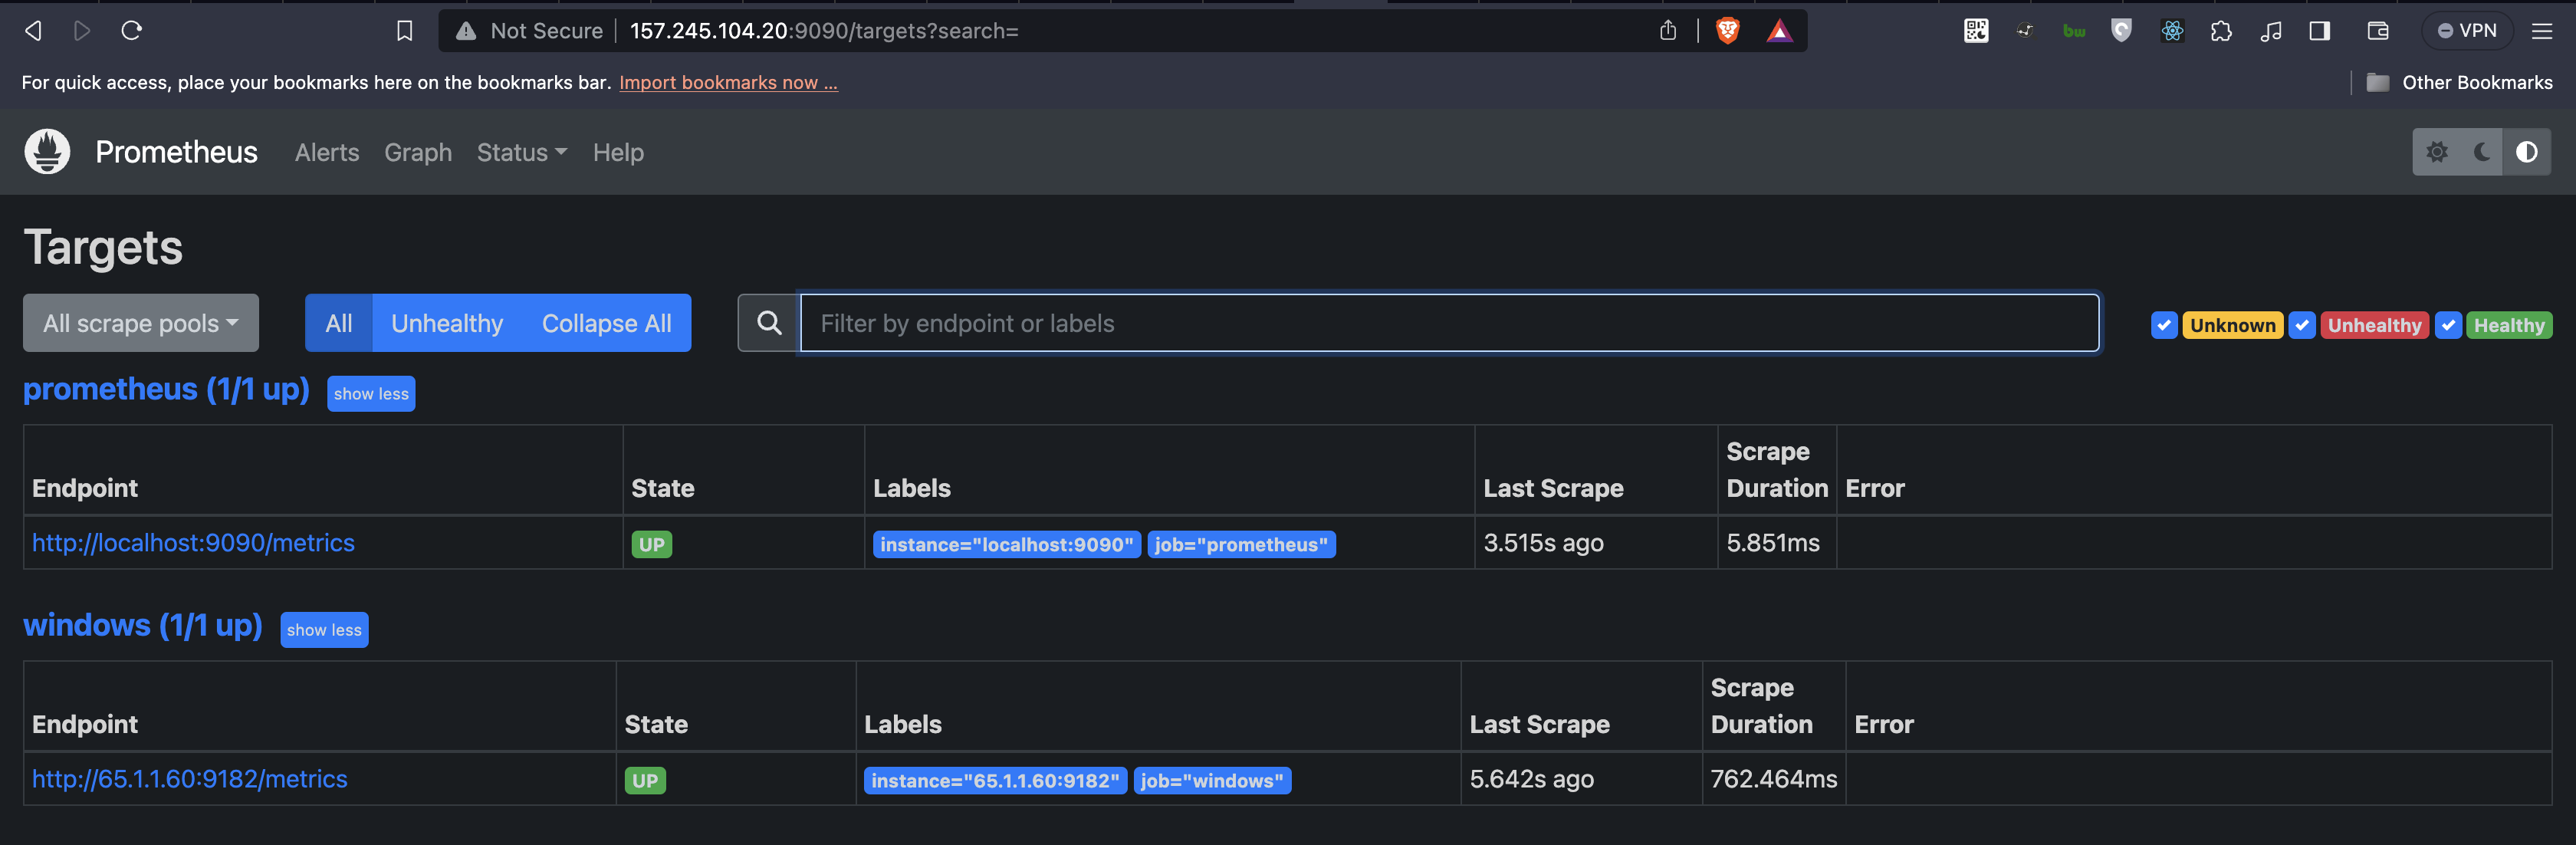 Not Secure 157.245.104.20:9090/targets?search= VPN
For quick access, place your bookmarks here on the bookmarks bar. Import bookmarks now ... Other Bookmarks
Prometheus Alerts Graph Status Help
Targets
All scrape pools All Unhealthy Collapse All Filter by endpoint or labels Unknown Unhealthy Healthy
prometheus (1/1 up) show less
Endpoint State Labels Last Scrape Scrape Duration Error
http://localhost:9090/metrics UP instance="localhost:9090" job="prometheus" 3.515s ago 5.851ms
windows (1/1 up) show less
Endpoint State Labels Last Scrape Scrape Duration Error
http://65.1.1.60:9182/metrics UP instance="65.1.1.60:9182" job="windows" 5.642s ago 762.464ms